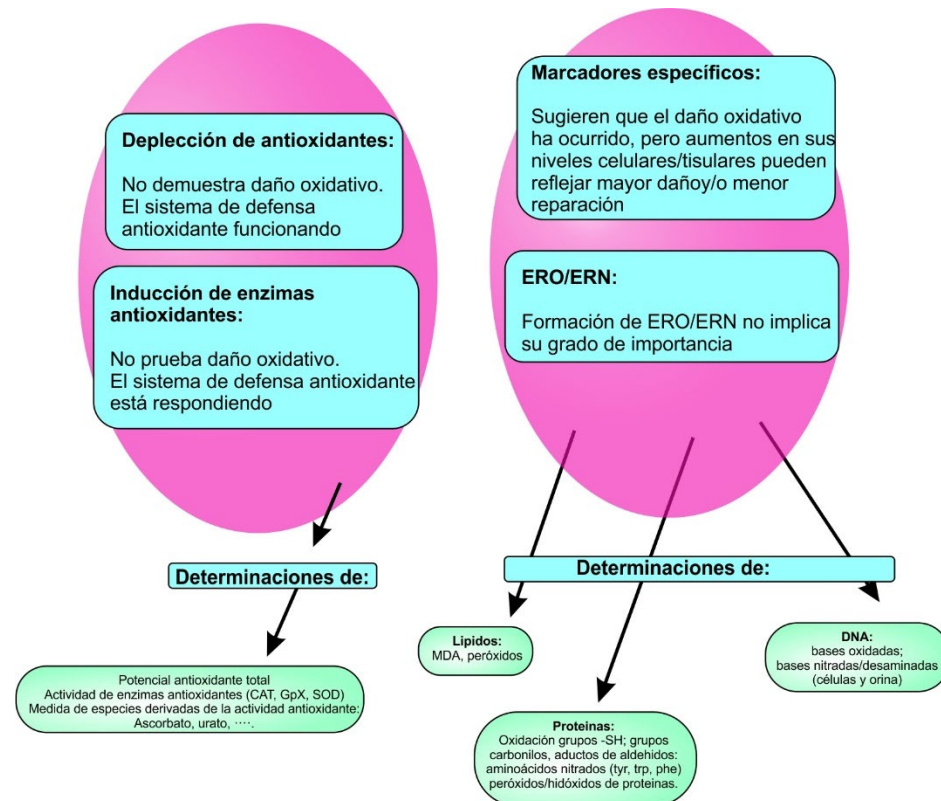 Deplección de antioxidantes:
No demuestra daño oxidativo.
El sistema de defensa
antioxidante funcionando
Inducción de enzimas
antioxidantes:
No prueba daño oxidativo.
El sistema de defensa antioxidante
está respondiendo
Determinaciones de:
Potencial antioxidante total
Actividad de enzimas antioxidantes (CAT, GpX, SOD)
Medida de especies derivadas de la actividad antioxidante:
Ascorbato, urato, ....
Marcadores específicos:
Sugieren que el daño oxidativo
ha ocurrido, pero aumentos en sus
niveles celulares/tisulares pueden
reflejar mayor dañoy/o menor
reparación
ERO/ERN:
Formación de ERO/ERN no implica
su grado de importancia
Determinaciones de:
Lipidos:
MDA, peróxidos
Proteinas:
Oxidación grupos -SH; grupos
carbonilos, aductos de aldehidos:
aminoácidos nitrados (tyr, trp, phe)
peróxidos/hidóxidos de proteinas.
DNA:
bases oxidadas;
bases nitradas/desaminadas
(células y orina)